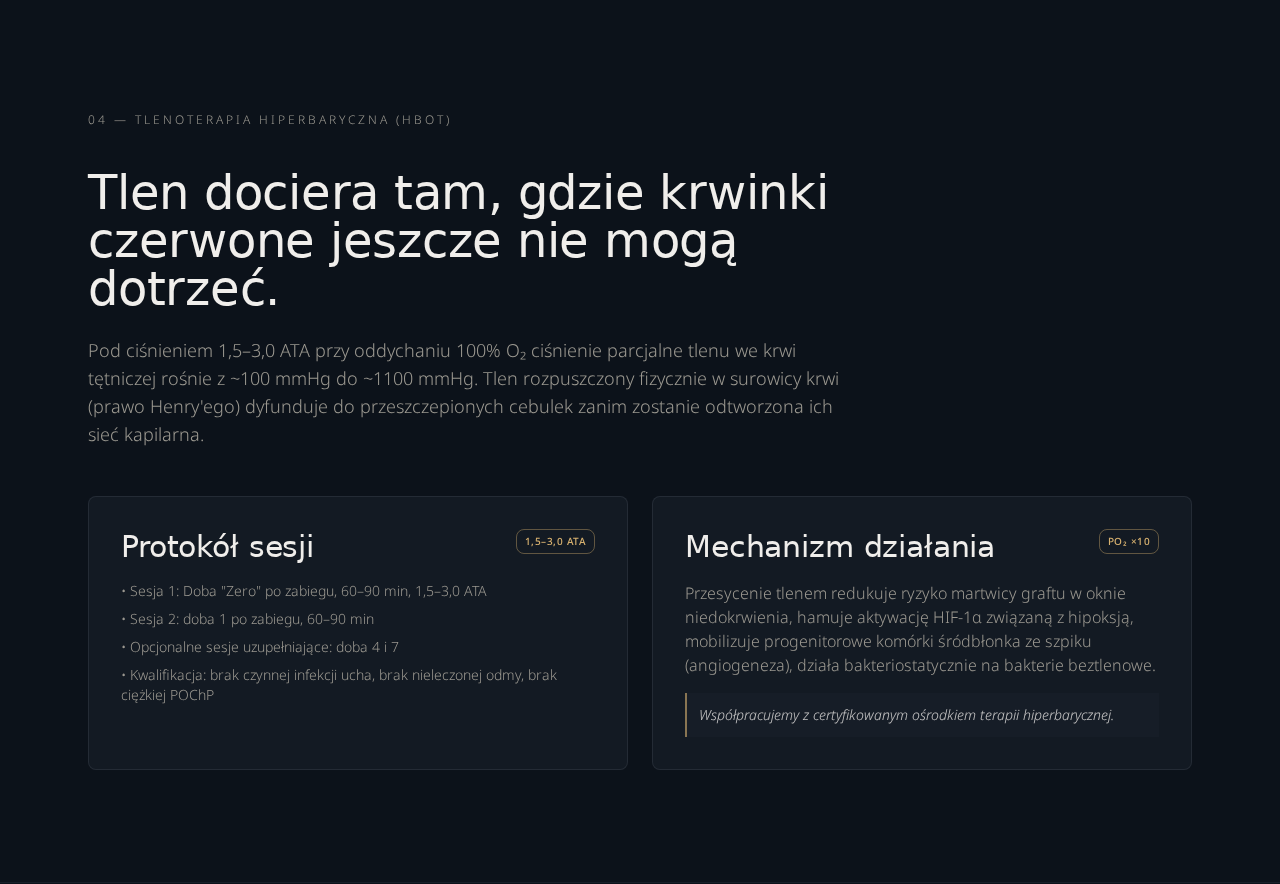 04 — TLENOTERAPIA HIPERBARYCZNA (HBOT)
Tlen dociera tam, gdzie krwinki
czerwone jeszcze nie mogą
dotrzeć.
Pod ciśnieniem 1,5–3,0 ATA przy oddychaniu 100% O₂ ciśnienie parcjalne tlenu we krwi
tętniczej rośnie z ~100 mmHg do ~1100 mmHg. Tlen rozpuszczony fizycznie w surowicy krwi
(prawo Henry'ego) dyfunduje do przeszczepionych cebulek zanim zostanie odtworzona ich
sieć kapilarna.
Protokół sesji
1,5–3,0 ATA
• Sesja 1: Doba "Zero" po zabiegu, 60–90 min, 1,5–3,0 ATA
• Sesja 2: doba 1 po zabiegu, 60–90 min
• Opcjonalne sesje uzupełniające: doba 4 i 7
• Kwalifikacja: brak czynnej infekcji ucha, brak nieleczonej odmy, brak
ciężkiej POChP
Mechanizm działania
PO₂ ×10
Przesycenie tlenem redukuje ryzyko martwicy graftu w oknie
niedokrwienia, hamuje aktywację HIF-1α związaną z hipoksją,
mobilizuje progenitorowe komórki śródbłonka ze szpiku
(angiogeneza), działa bakteriostatycznie na bakterie beztlenowe.
Współpracujemy z certyfikowanym ośrodkiem terapii hiperbarycznej.